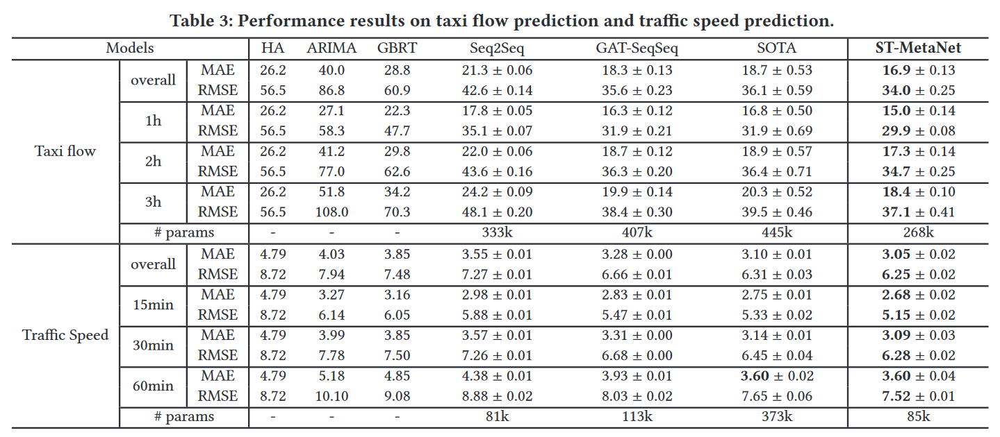 Table 3: Performance results on taxi flow prediction and traffic speed prediction.
Models HA ARIMA GBRT Seq2Seq GAT-SeqSeq SOTA ST-MetaNet
Taxi flow overall MAE 26.2 40.0 28.8 21.3 ± 0.06 18.3 ± 0.13 18.7 ± 0.53 16.9 ± 0.13
RMSE 56.5 86.8 60.9 42.6 ± 0.14 35.6 ± 0.23 36.1 ± 0.59 34.0 ± 0.25
1h MAE 26.2 27.1 22.3 17.8 ± 0.05 16.3 ± 0.12 16.8 ± 0.50 15.0 ± 0.14
RMSE 56.5 58.3 47.7 35.1 ± 0.07 31.9 ± 0.21 31.9 ± 0.69 29.9 ± 0.08
2h MAE 26.2 41.2 29.8 22.0 ± 0.06 18.7 ± 0.12 18.9 ± 0.57 17.3 ± 0.14
RMSE 56.5 77.0 62.6 43.6 ± 0.16 36.3 ± 0.20 36.4 ± 0.71 34.7 ± 0.25
3h MAE 26.2 51.8 34.2 24.2 ± 0.09 19.9 ± 0.14 20.3 ± 0.52 18.4 ± 0.10
RMSE 56.5 108.0 70.3 48.1 ± 0.20 38.4 ± 0.30 39.5 ± 0.46 37.1 ± 0.41
# params - - - 333k 407k 445k 268k
Traffic Speed overall MAE 4.79 4.03 3.85 3.55 ± 0.01 3.28 ± 0.00 3.10 ± 0.01 3.05 ± 0.02
RMSE 8.72 7.94 7.48 7.27 ± 0.01 6.66 ± 0.01 6.31 ± 0.03 6.25 ± 0.02
15min MAE 4.79 3.27 3.16 2.98 ± 0.01 2.83 ± 0.01 2.75 ± 0.01 2.68 ± 0.02
RMSE 8.72 6.14 6.05 5.88 ± 0.01 5.47 ± 0.01 5.33 ± 0.02 5.15 ± 0.02
30min MAE 4.79 3.99 3.85 3.57 ± 0.01 3.31 ± 0.00 3.14 ± 0.01 3.09 ± 0.03
RMSE 8.72 7.78 7.50 7.26 ± 0.01 6.68 ± 0.00 6.45 ± 0.04 6.28 ± 0.02
60min MAE 4.79 5.18 4.85 4.38 ± 0.01 3.93 ± 0.01 3.60 ± 0.02 3.60 ± 0.04
RMSE 8.72 10.10 9.08 8.88 ± 0.02 8.03 ± 0.02 7.65 ± 0.06 7.52 ± 0.01
# params - - - 81k 113k 373k 85k